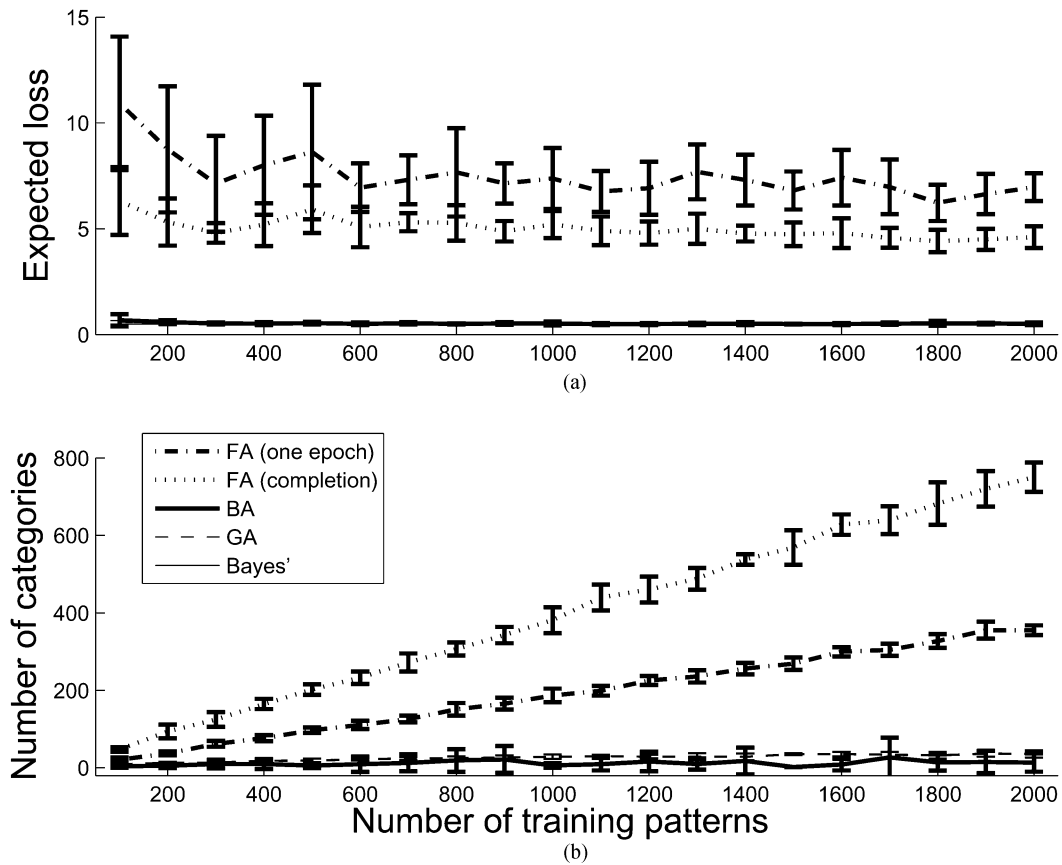 15
10
5
0
Expected loss
200 400 600 800 1000 1200 1400 1600 1800 2000
(a)
800
600
400
200
0
Number of categories
FA (one epoch)
FA (completion)
BA
GA
Bayes'
200 400 600 800 1000 1200 1400 1600 1800 2000
Number of training patterns
(b)